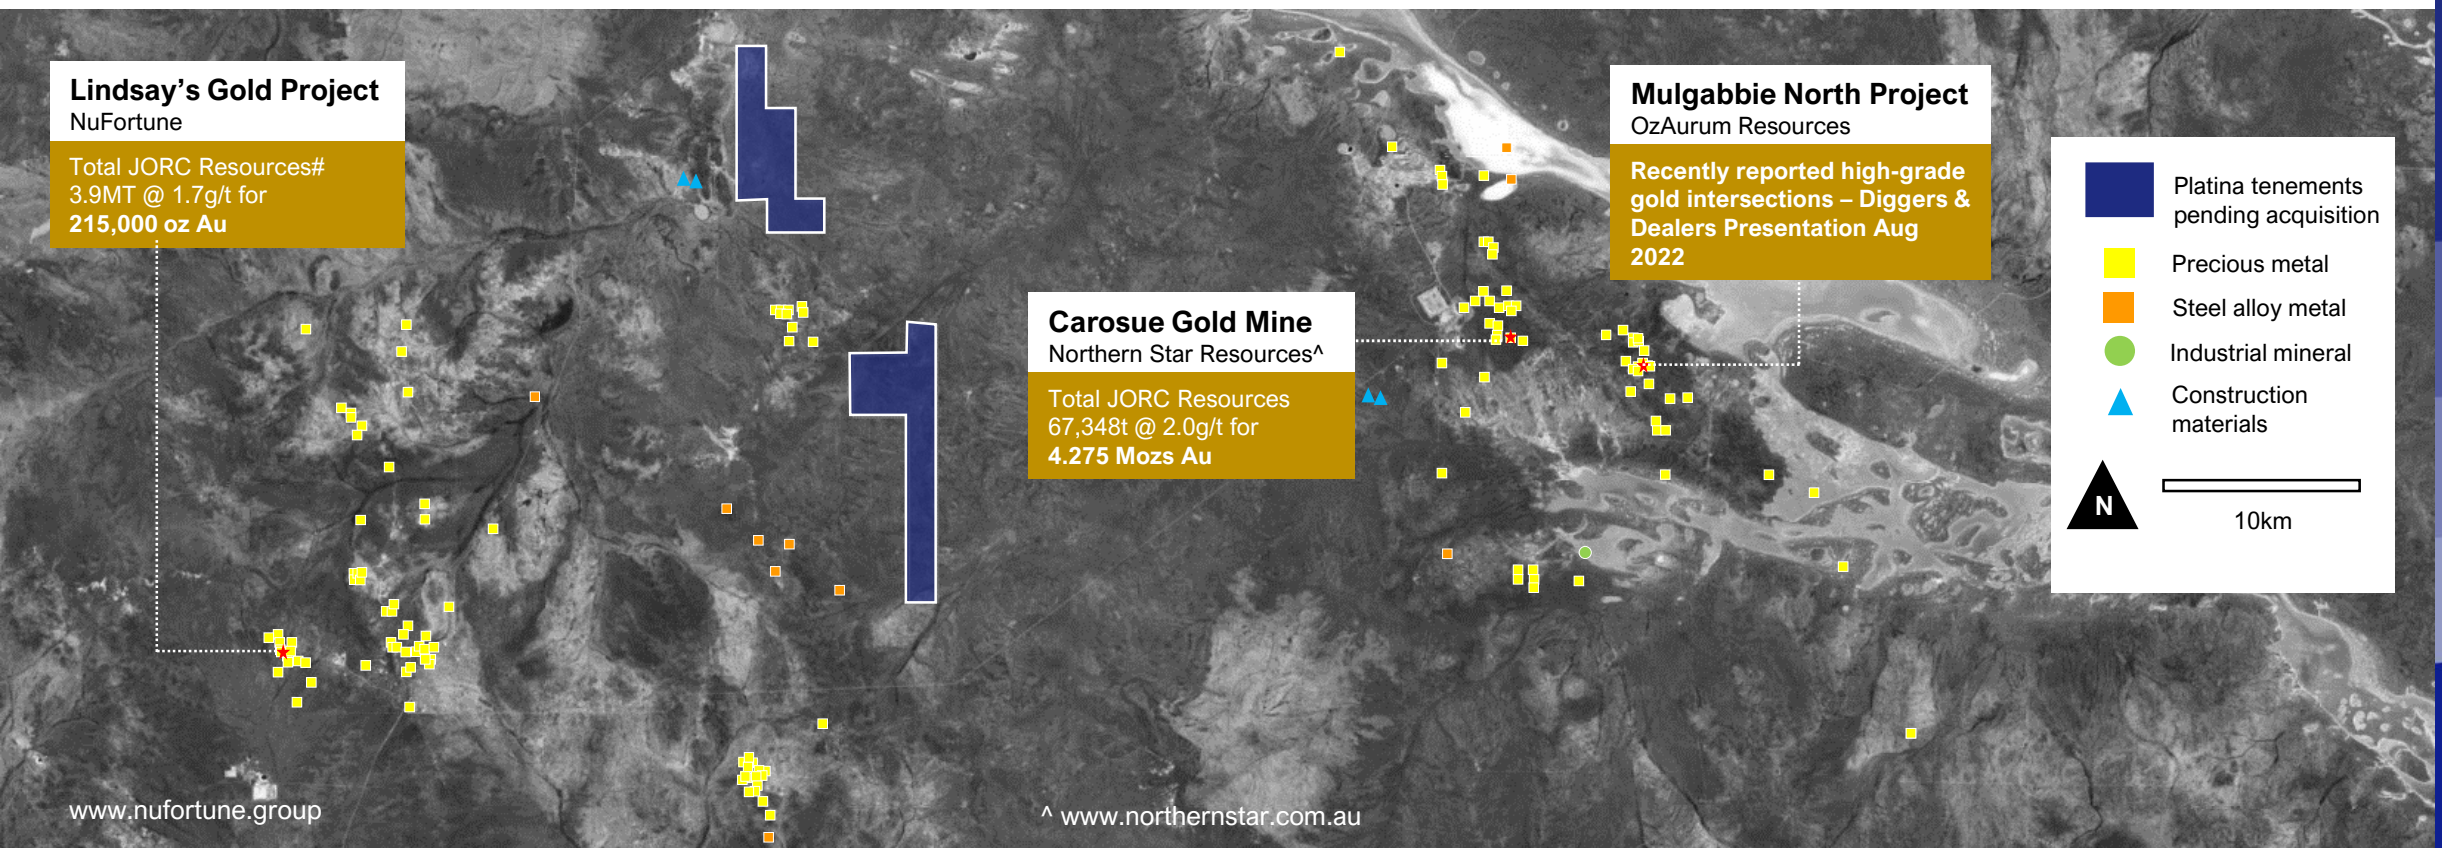 Lindsay's Gold Project
NuFortune
Total JORC Resources#
3.9MT @ 1.7g/t for
215,000 oz Au
Mulgabbie North Project
OzAurum Resources
Recently reported high-grade
gold intersections – Diggers &
Dealers Presentation Aug
2022
Carosue Gold Mine
Northern Star Resources^
Total JORC Resources
67,348t @ 2.0g/t for
4.275 Mozs Au
Platina tenements
pending acquisition
Precious metal
Steel alloy metal
Industrial mineral
Construction
materials
N
10km
www.nufortune.group
^ www.northernstar.com.au